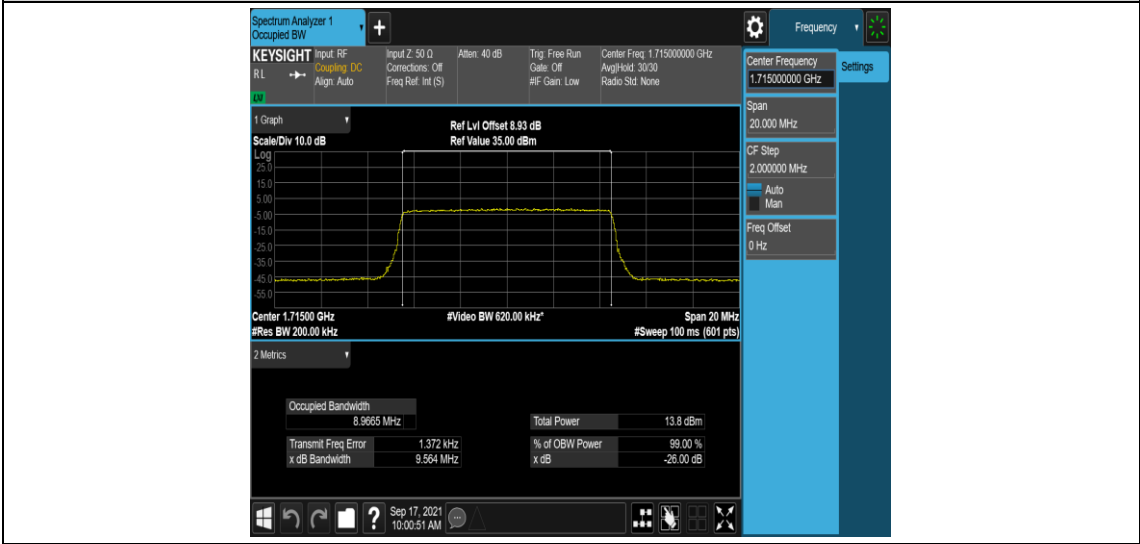 Spectrum Analyzer 1
Occupied BW
+
Frequency
KEYSIGHT Input: RF Input Z: 50 Ω Atten: 40 dB Trig: Free Run Center Freq: 1.715000000 GHz
RL Coupling: DC Corrections: Off Gate: Off Avg|Hold: 30/30
Align: Auto Freq Ref: Int (S) #IF Gain: Low Radio Std: None
LNI
Center Frequency
1.715000000 GHz
Settings
Span
20.000 MHz
CF Step
2.000000 MHz
Auto
Man
Freq Offset
0 Hz
1 Graph
Ref Lvl Offset 8.93 dB
Scale/Div 10.0 dB Ref Value 35.00 dBm
Log
25.0
15.0
5.00
-5.00
-15.0
-25.0
-35.0
-45.0
-55.0
Center 1.71500 GHz #Video BW 620.00 kHz* Span 20 MHz
#Res BW 200.00 kHz #Sweep 100 ms (601 pts)
2 Metrics
Occupied Bandwidth
8.9665 MHz Total Power 13.8 dBm
Transmit Freq Error 1.372 kHz % of OBW Power 99.00 %
x dB Bandwidth 9.564 MHz x dB -26.00 dB
? Sep 17, 2021
10:00:51 AM